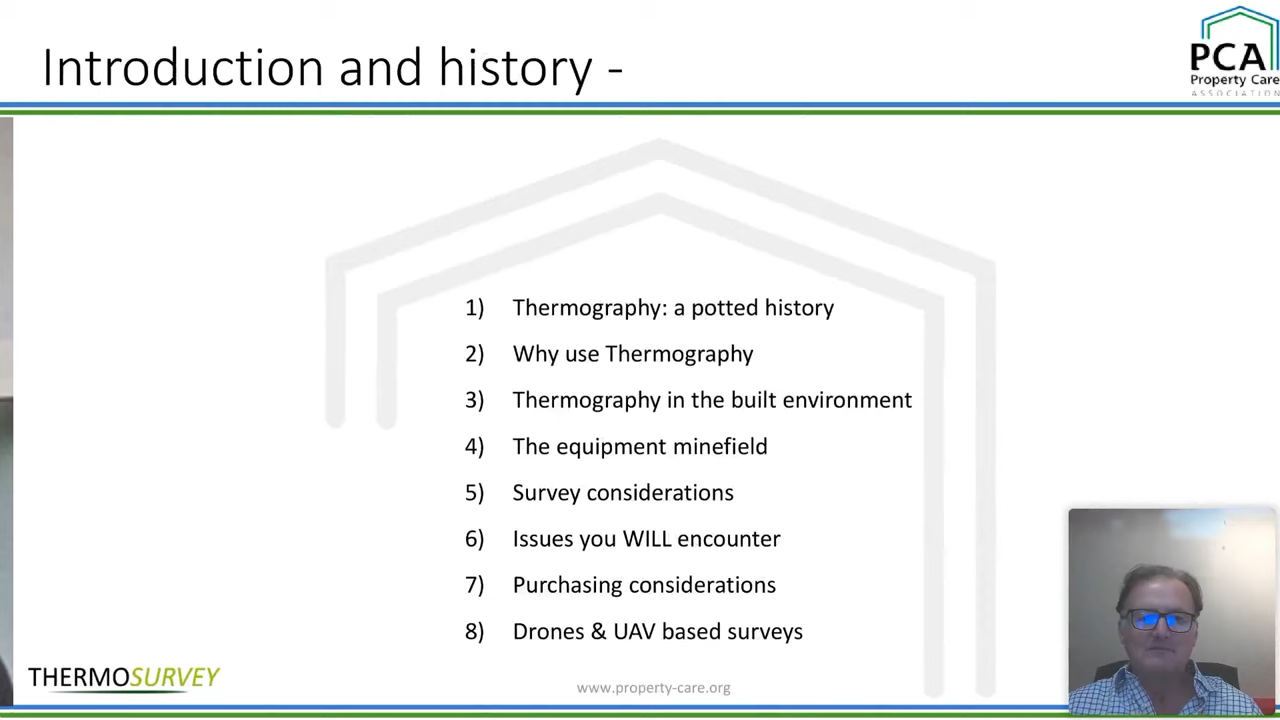 Introduction and history -
PCA
Property Care
ASSOCIATION
1) Thermography: a potted history
2) Why use Thermography
3) Thermography in the built environment
4) The equipment minefield
5) Survey considerations
6) Issues you WILL encounter
7) Purchasing considerations
8) Drones & UAV based surveys
THERMOSURVEY
www.property-care.org